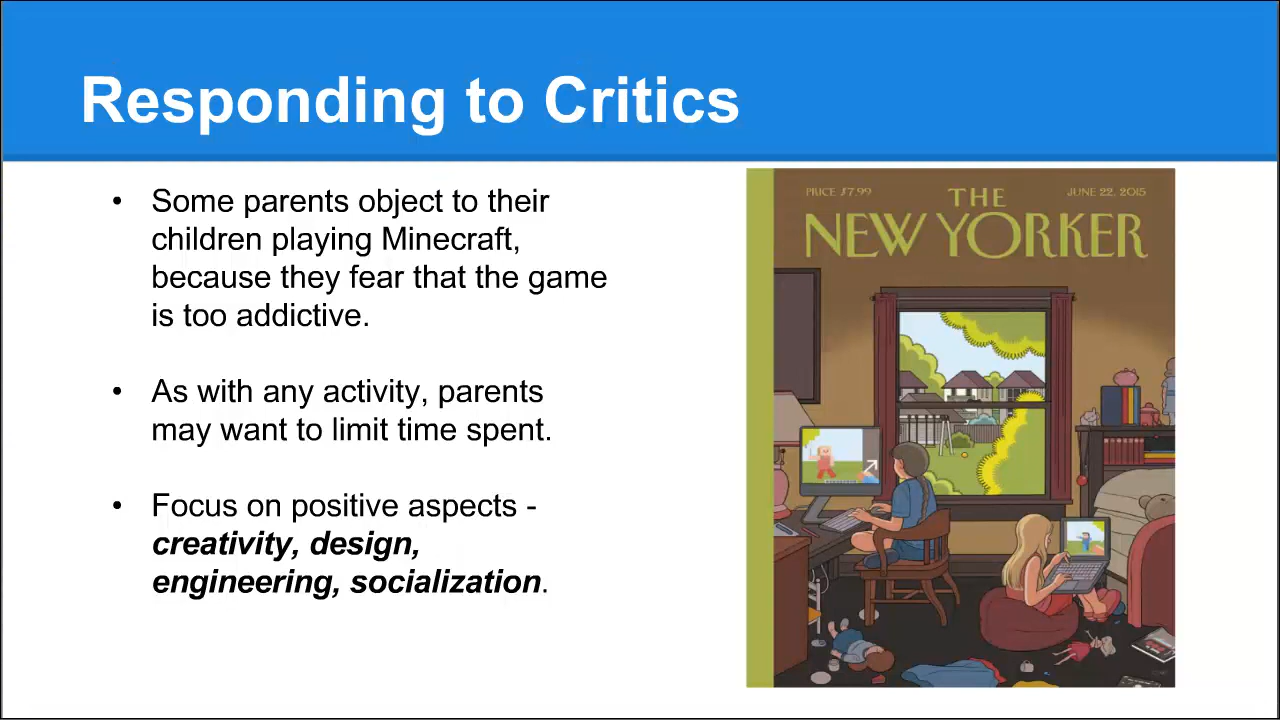 Responding to Critics
• Some parents object to their
children playing Minecraft,
because they fear that the game
is too addictive.
• As with any activity, parents
may want to limit time spent.
• Focus on positive aspects -
creativity, design,
engineering, socialization.
PRICE $7.99
THE
JUNE 22, 2015
NEW YORKER